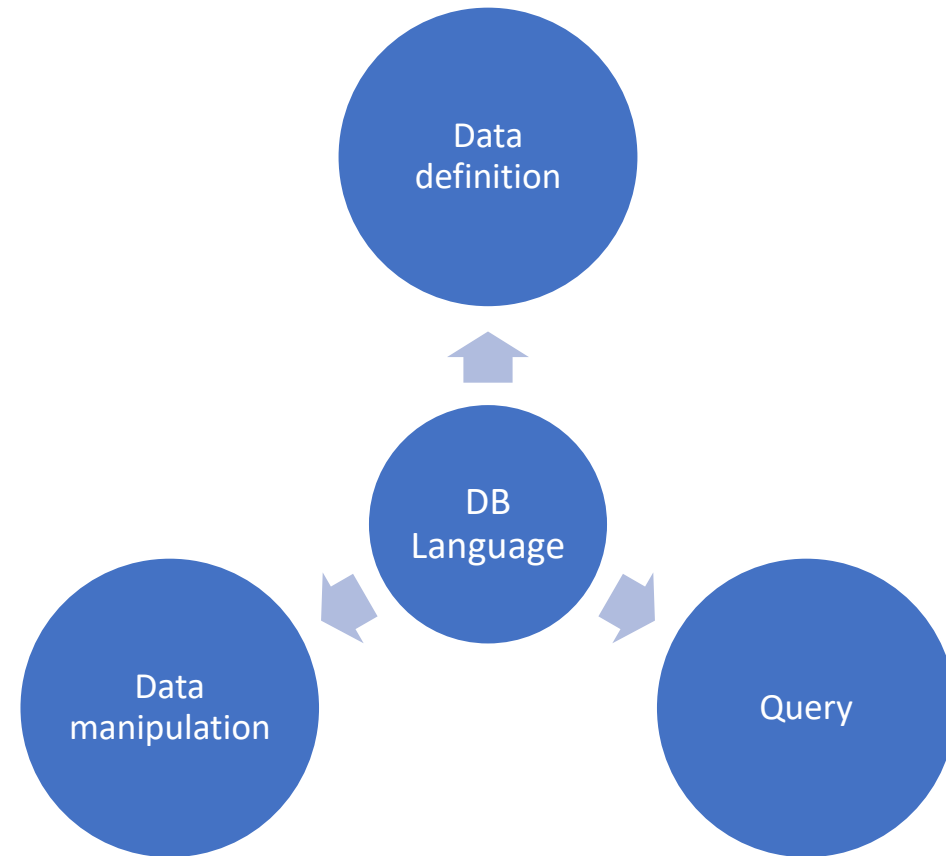 Data
definition
DB
Language
Data
manipulation
Query